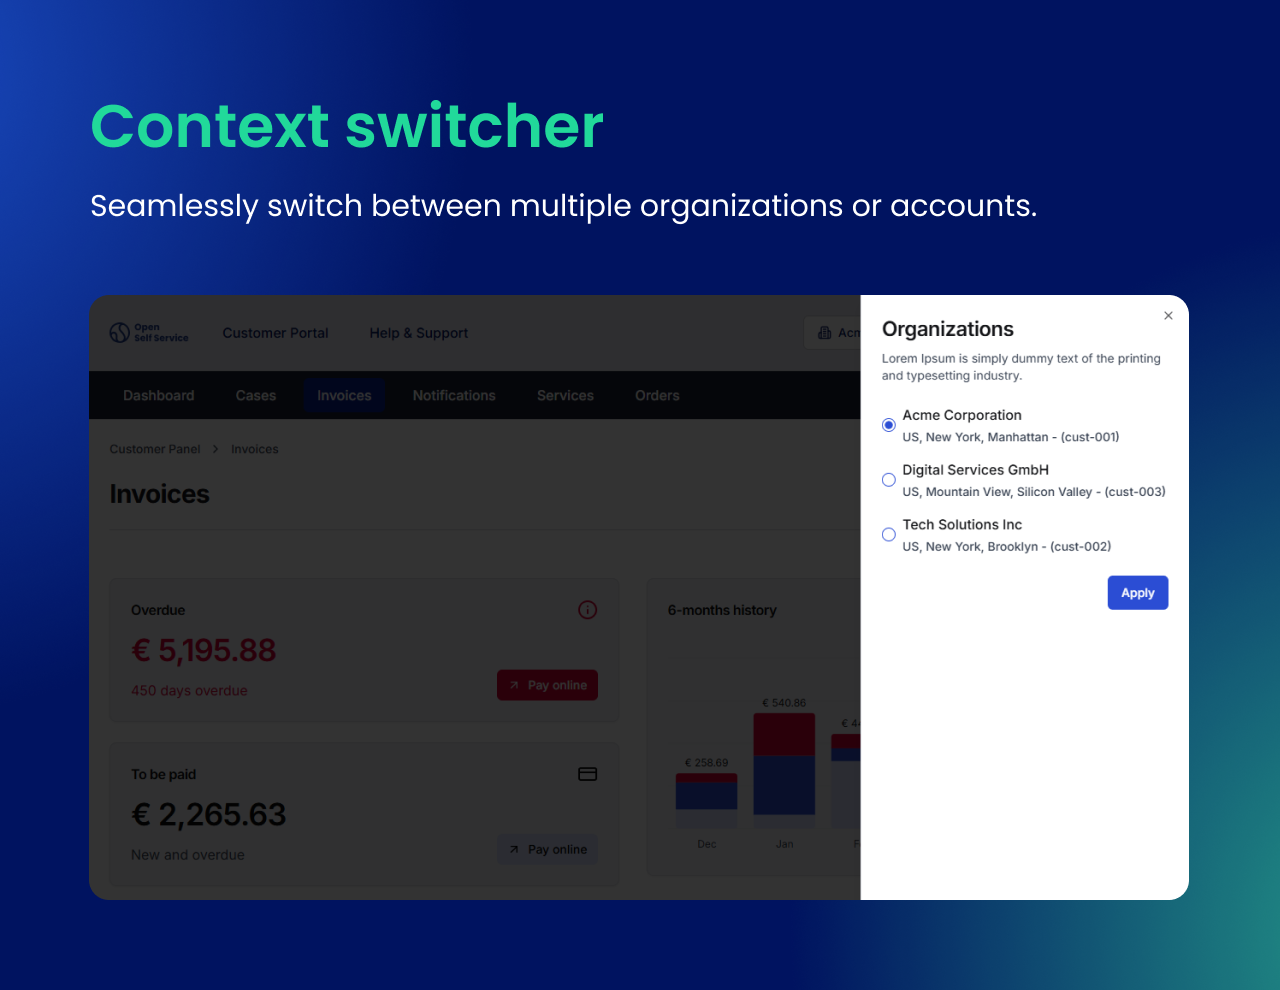 Context switcher
Seamlessly switch between multiple organizations or accounts.
Open
Self Service
Customer Portal
Help & Support
Dashboard
Cases
Invoices
Notifications
Services
Orders
Customer Panel
Invoices
Invoices
Overdue
€ 5,195.88
450 days overdue
Pay online
To be paid
€ 2,265.63
New and overdue
Pay online
6-months history
€ 258.69
€ 540.86
Dec
Jan
Organizations
Lorem Ipsum is simply dummy text of the printing
and typesetting industry.
Acme Corporation
US, New York, Manhattan - (cust-001)
Digital Services GmbH
US, Mountain View, Silicon Valley - (cust-003)
Tech Solutions Inc
US, New York, Brooklyn - (cust-002)
Apply